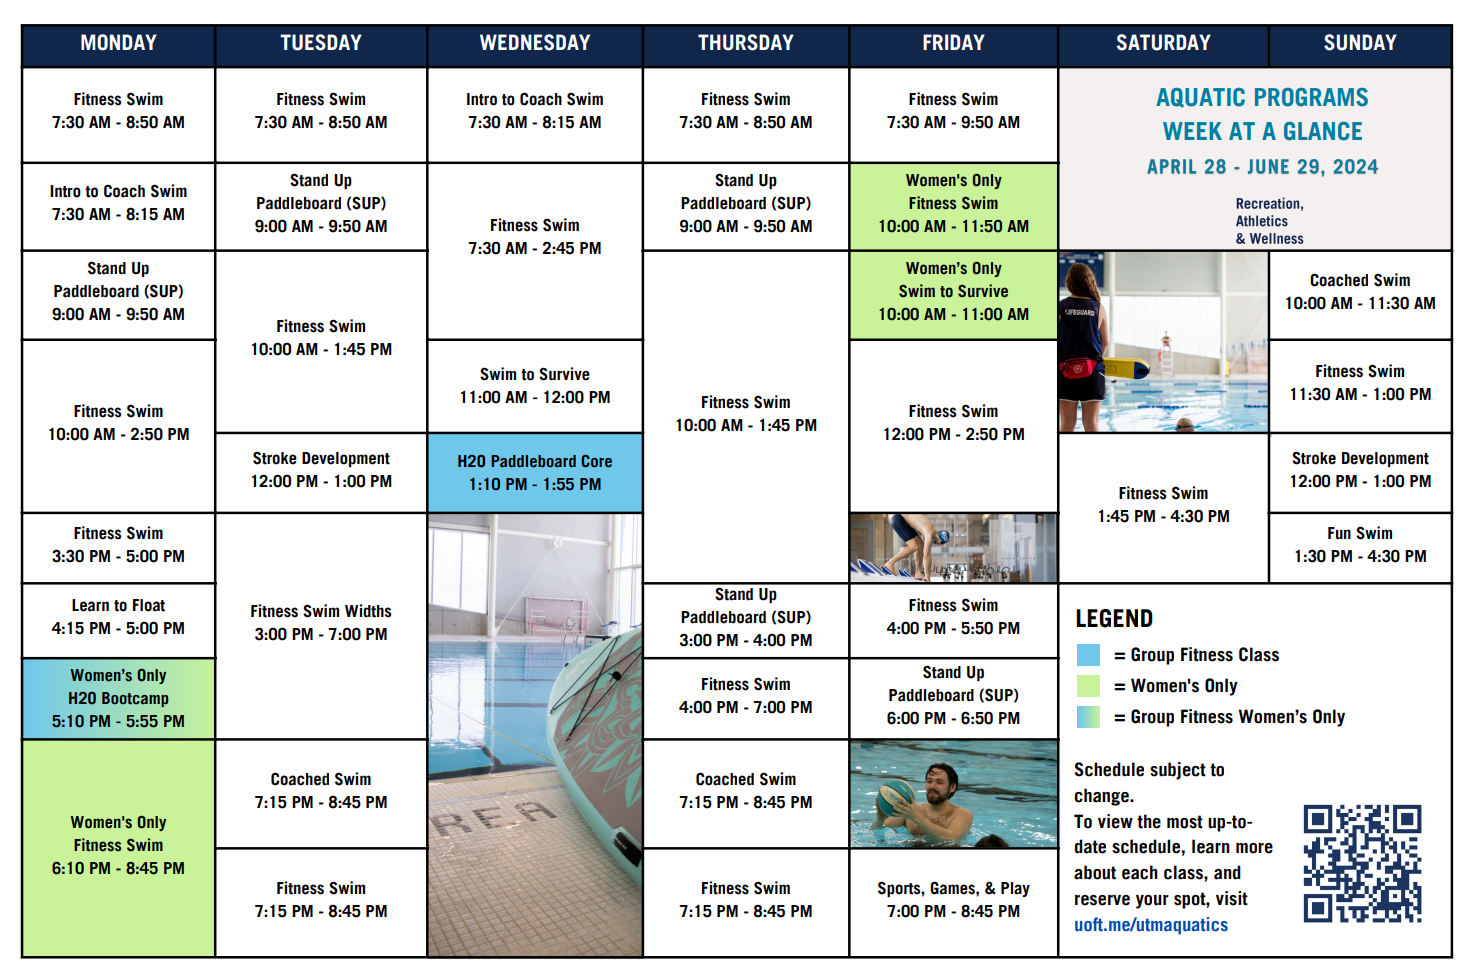 MONDAY
TUESDAY
WEDNESDAY
THURSDAY
FRIDAY
SATURDAY
SUNDAY
Fitness Swim
7:30 AM - 8:50 AM
Intro to Coach Swim
7:30 AM - 8:15 AM
Stand Up
Paddleboard (SUP)
9:00 AM - 9:50 AM
Fitness Swim
10:00 AM - 2:50 PM
Fitness Swim
3:30 PM - 5:00 PM
Learn to Float
4:15 PM - 5:00 PM
Women's Only
H20 Bootcamp
5:10 PM - 5:55 PM
Women's Only
Fitness Swim
6:10 PM - 8:45 PM
Fitness Swim
7:30 AM - 8:50 AM
Stand Up
Paddleboard (SUP)
9:00 AM - 9:50 AM
Fitness Swim
10:00 AM - 1:45 PM
Stroke Development
12:00 PM - 1:00 PM
Fitness Swim Widths
3:00 PM - 7:00 PM
Coached Swim
7:15 PM - 8:45 PM
Fitness Swim
7:15 PM - 8:45 PM
Intro to Coach Swim
7:30 AM - 8:15 AM
Fitness Swim
7:30 AM - 2:45 PM
Swim to Survive
11:00 AM - 12:00 PM
H20 Paddleboard Core
1:10 PM - 1:55 PM
REA
Fitness Swim
7:30 AM - 8:50 AM
Stand Up
Paddleboard (SUP)
9:00 AM - 9:50 AM
Fitness Swim
10:00 AM - 1:45 PM
Stand Up
Paddleboard (SUP)
3:00 PM - 4:00 PM
Fitness Swim
4:00 PM - 7:00 PM
Coached Swim
7:15 PM - 8:45 PM
Fitness Swim
7:15 PM - 8:45 PM
Fitness Swim
7:30 AM - 9:50 AM
Women's Only
Fitness Swim
10:00 AM - 11:50 AM
Women's Only
Swim to Survive
10:00 AM - 11:00 AM
Fitness Swim
12:00 PM - 2:50 PM
Fitness Swim
4:00 PM - 5:50 PM
Stand Up
Paddleboard (SUP)
6:00 PM - 6:50 PM
Sports, Games, & Play
7:00 PM - 8:45 PM
AQUATIC PROGRAMS
WEEK AT A GLANCE
APRIL 28 - JUNE 29, 2024
Recreation,
Athletics
& Wellness
LIFEGUARD
Fitness Swim
1:45 PM - 4:30 PM
Coached Swim
10:00 AM - 11:30 AM
Fitness Swim
11:30 AM - 1:00 PM
Stroke Development
12:00 PM - 1:00 PM
Fun Swim
1:30 PM - 4:30 PM
LEGEND
= Group Fitness Class
= Women's Only
= Group Fitness Women's Only
Schedule subject to
change.
To view the most up-to-
date schedule, learn more
about each class, and
reserve your spot, visit
uoft.me/utmaquatics